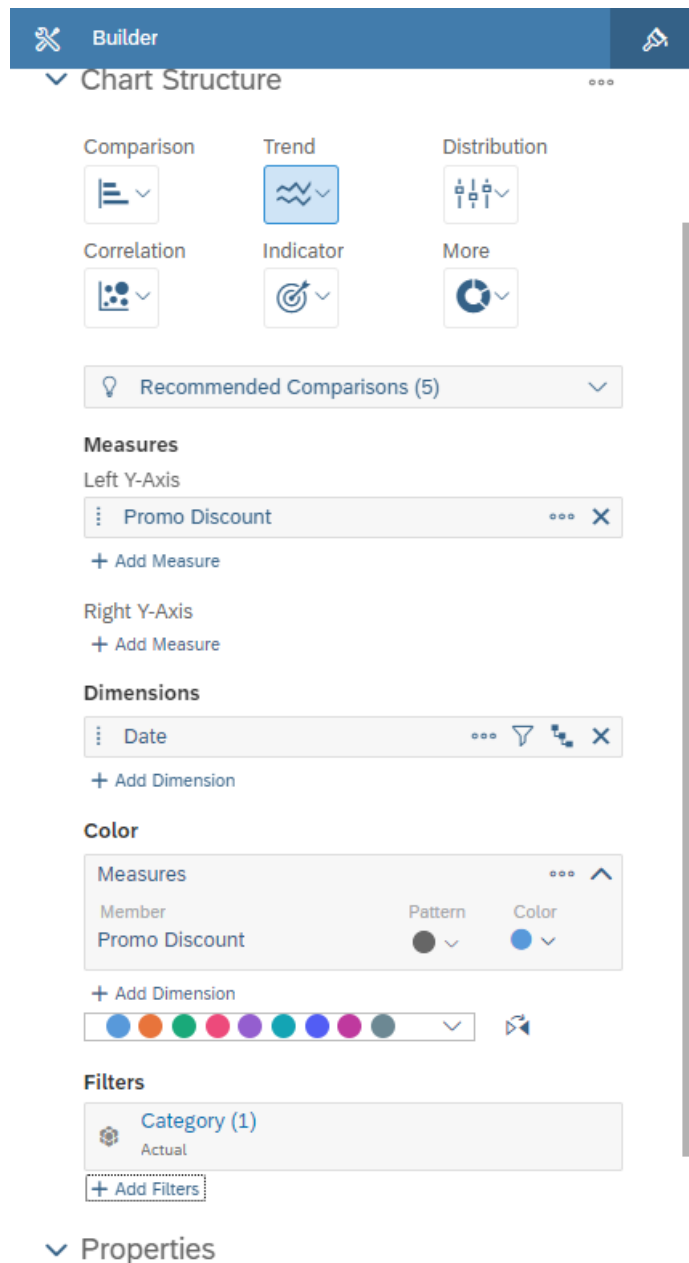 Builder
Chart Structure
Comparison Trend Distribution
Correlation Indicator More
Recommended Comparisons (5)
Measures
Left Y-Axis
Promo Discount
+ Add Measure
Right Y-Axis
+ Add Measure
Dimensions
Date
+ Add Dimension
Color
Measures
Member Pattern Color
Promo Discount
+ Add Dimension
Filters
Category (1)
Actual
+ Add Filters
Properties